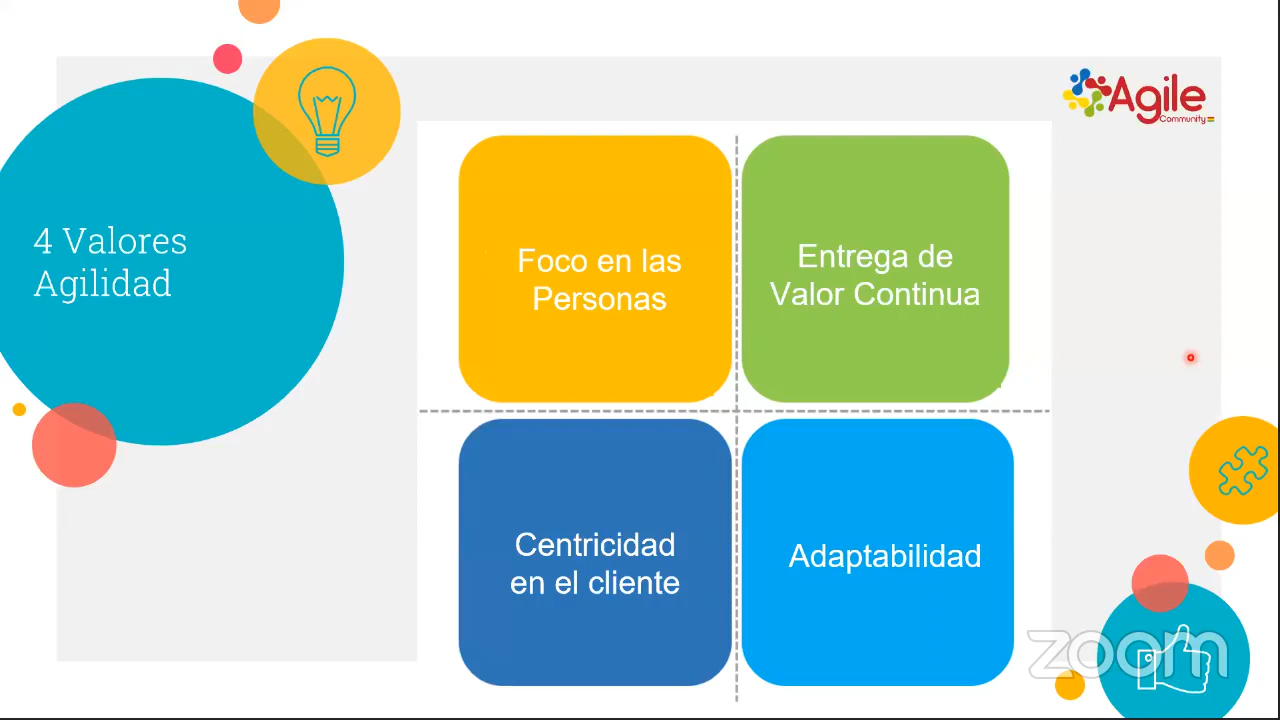 4 Valores
Agilidad
Agile
Community
Foco en las
Personas
Entrega de
Valor Continua
Centricidad
en el cliente
Adaptabilidad
zoom